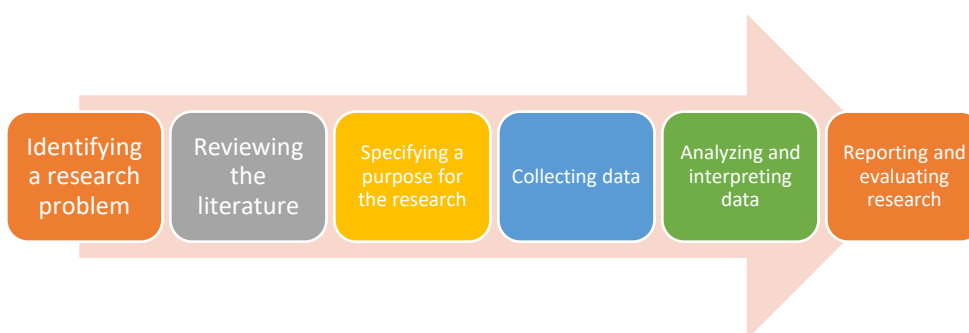 Identifying
a research
problem
Reviewing
the
literature
Specifying a
purpose for
the research
Collecting data
Analyzing and
interpreting
data
Reporting and
evaluating
research